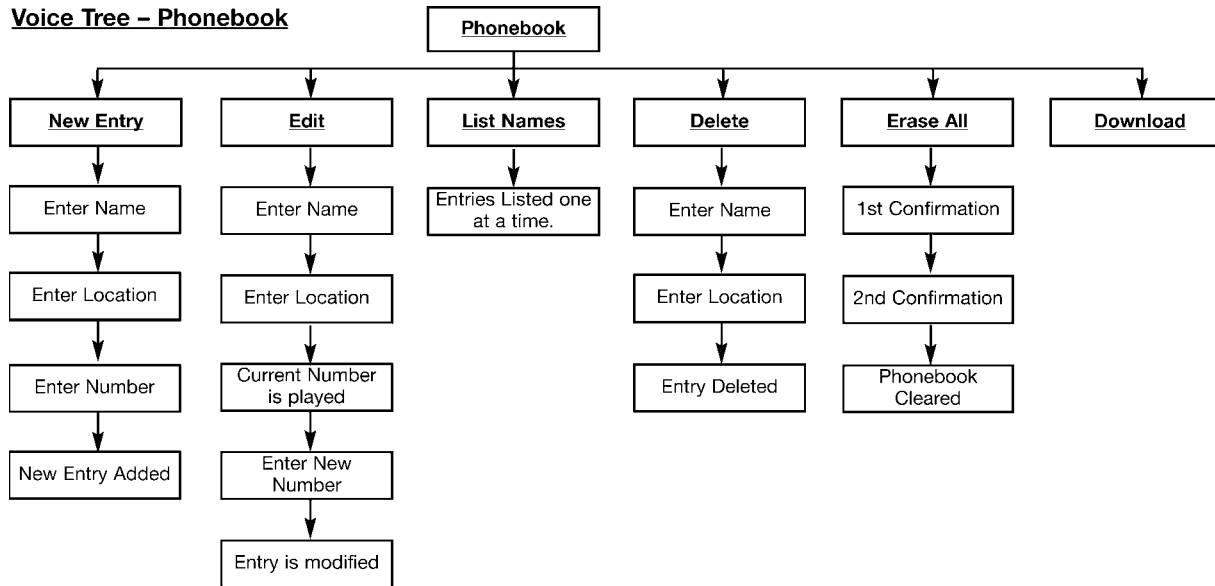 Voice Tree – Phonebook
Phonebook
New Entry
Edit
List Names
Delete
Erase All
Download
Enter Name
Enter Name
Entries Listed one
at a time.
Enter Name
1st Confirmation
Enter Location
Enter Location
Enter Location
2nd Confirmation
Enter Number
Current Number
is played
Entry Deleted
Phonebook
Cleared
New Entry Added
Enter New
Number
Entry is modified